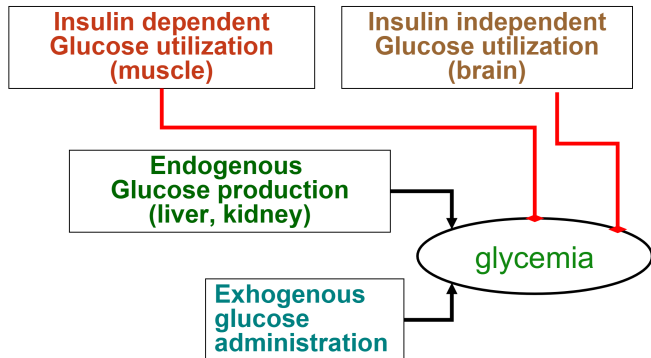 Insulin dependent
Glucose utilization
(muscle)
Insulin independent
Glucose utilization
(brain)
Endogenous
Glucose production
(liver, kidney)
glycemia
Exhogenous
glucose
administration